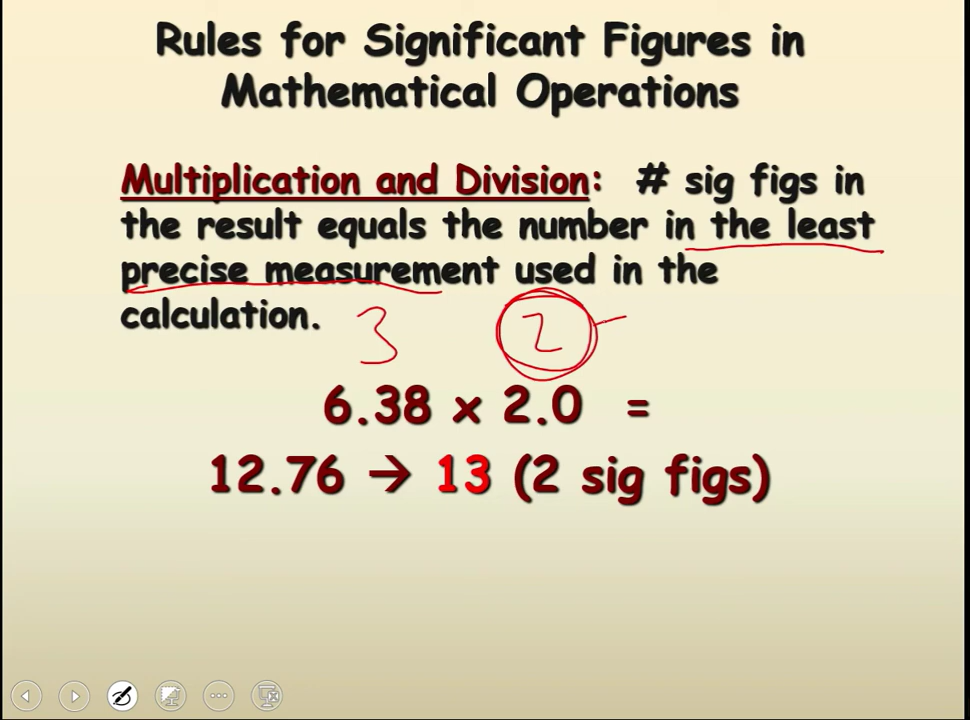 Rules for Significant Figures in
Mathematical Operations
Multiplication and Division: # sig figs in
the result equals the number in the least
precise measurement used in the
calculation.
3 2
6.38 x 2.0 =
12.76 → 13 (2 sig figs)